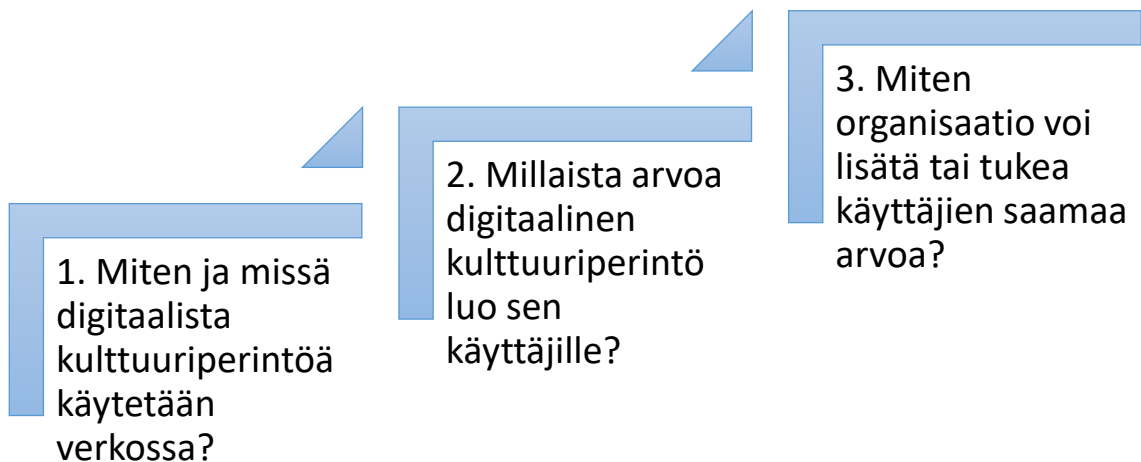 1. Miten ja missä
digitaalista
kulttuuriperintöä
käytetään
verkossa?
2. Millaista arvoa
digitaalinen
kulttuuriperintö
luo sen
käyttäjille?
3. Miten
organisaatio voi
lisätä tai tukea
käyttäjien saamaa
arvoa?